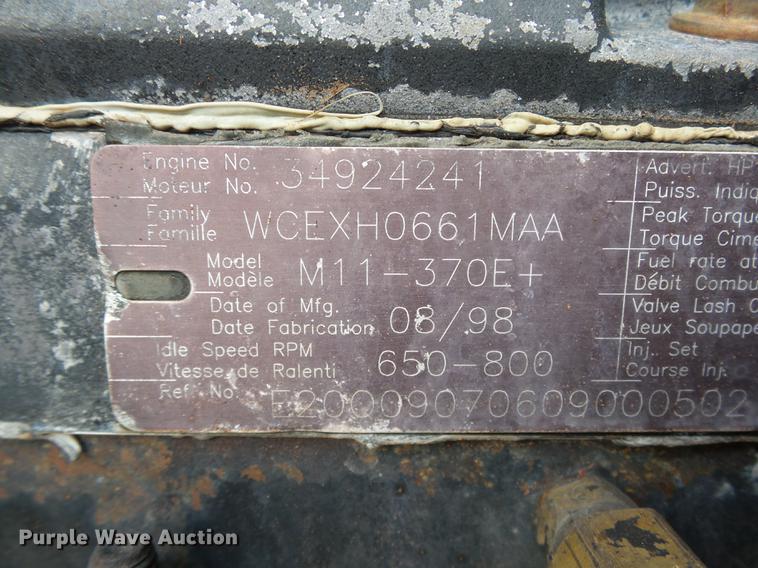 Engine No. 34924241
Moteur No.
Family WCEXH0661MAA
Famille
Model M11-370E+
Modèle
Date of Mfg. 08/98
Date Fabrication
Idle Speed RPM 650-800
Vitesse de Ralenti
Ref. No. E20009070609000502
Advert. HP
Puiss. Indiq
Peak Torque
Torque Cime
Fuel rate at
Débit Combu
Valve Lash C
Jeux Soupape
Inj. Set
Course Inj.
Purple Wave Auction